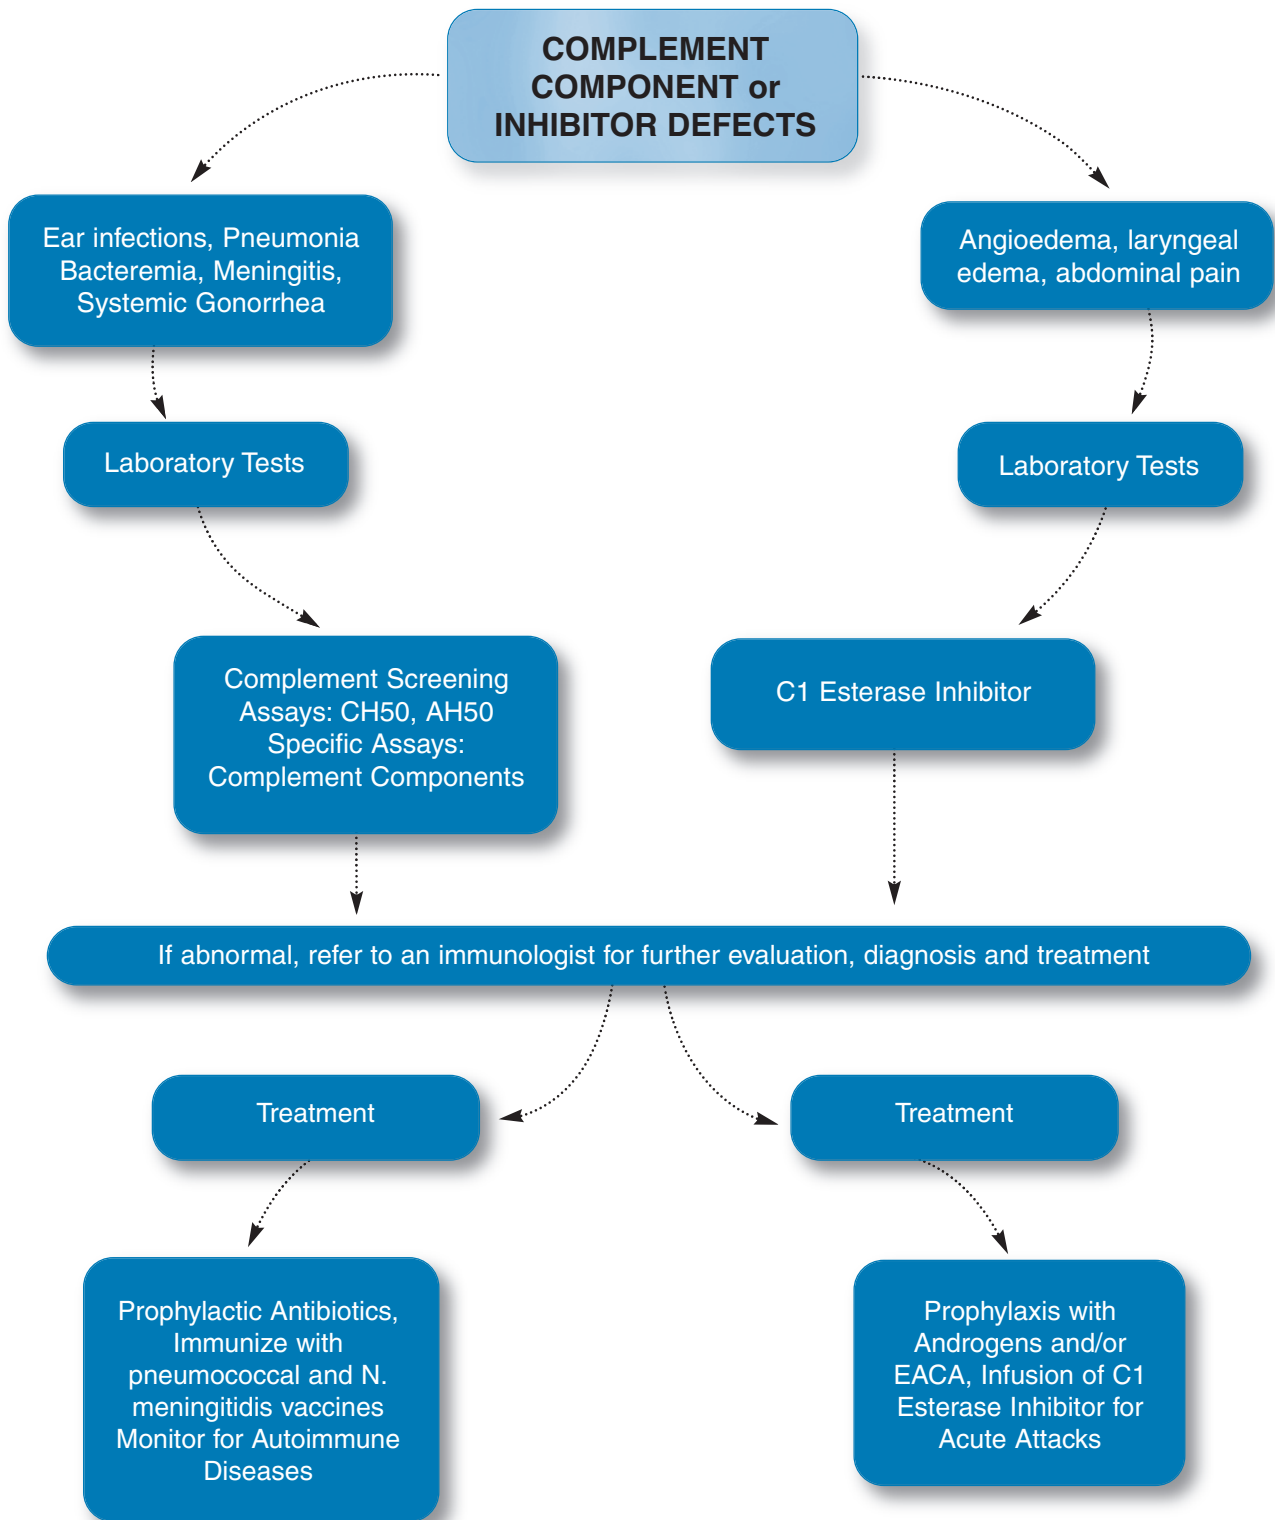 COMPLEMENT
COMPONENT or
INHIBITOR DEFECTS
Ear infections, Pneumonia
Bacteremia, Meningitis,
Systemic Gonorrhea
Angioedema, laryngeal
edema, abdominal pain
Laboratory Tests
Laboratory Tests
Complement Screening
Assays: CH50, AH50
Specific Assays:
Complement Components
C1 Esterase Inhibitor
If abnormal, refer to an immunologist for further evaluation, diagnosis and treatment
Treatment
Treatment
Prophylactic Antibiotics,
Immunize with
pneumococcal and N.
meningitidis vaccines
Monitor for Autoimmune
Diseases
Prophylaxis with
Androgens and/or
EACA, Infusion of C1
Esterase Inhibitor for
Acute Attacks